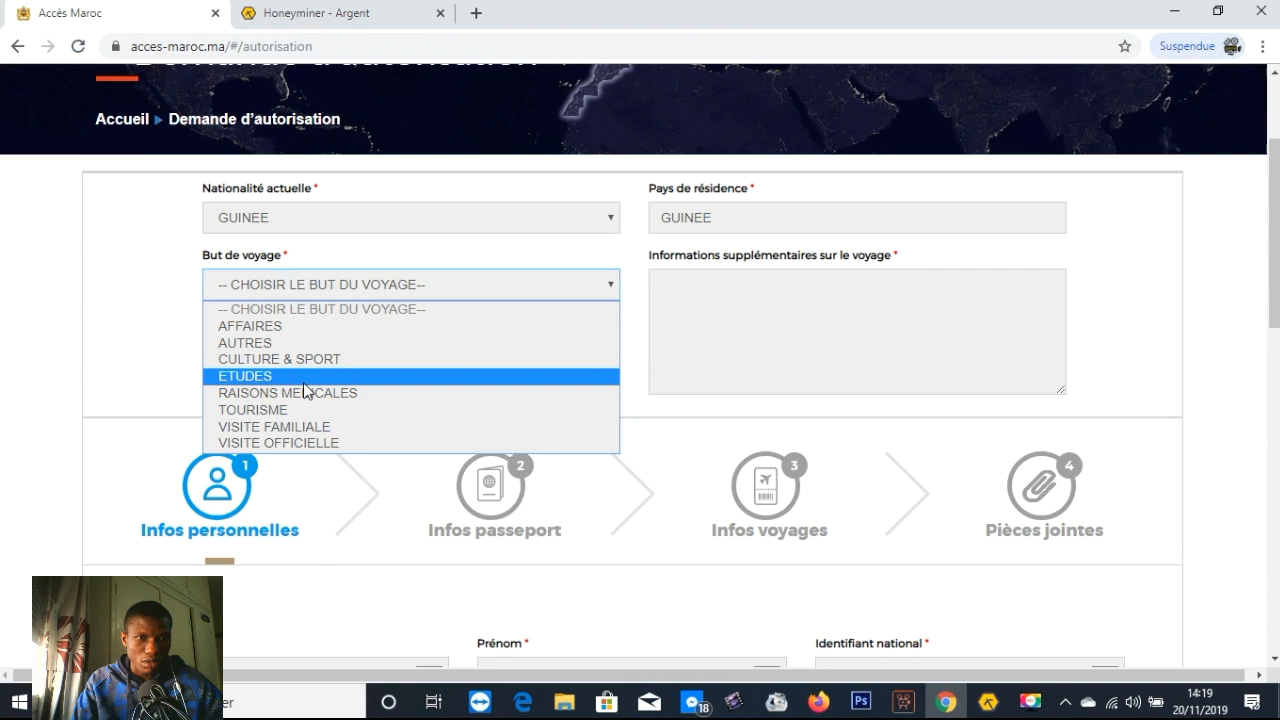 Accès Maroc
Honeyminer - Argent
acces-maroc.ma/#/autorisation
Suspendue
Accueil Demande d'autorisation
Nationalité actuelle *
Pays de résidence *
GUINEE
GUINEE
But de voyage *
Informations supplémentaires sur le voyage *
-- CHOISIR LE BUT DU VOYAGE--
-- CHOISIR LE BUT DU VOYAGE--
AFFAIRES
AUTRES
CULTURE & SPORT
ETUDES
RAISONS MEDICALES
TOURISME
VISITE FAMILIALE
VISITE OFFICIELLE
1
2
3
4
Infos personnelles
Infos passeport
Infos voyages
Pièces jointes
Prénom *
Identifiant national *
18
Ps
14:19
20/11/2019